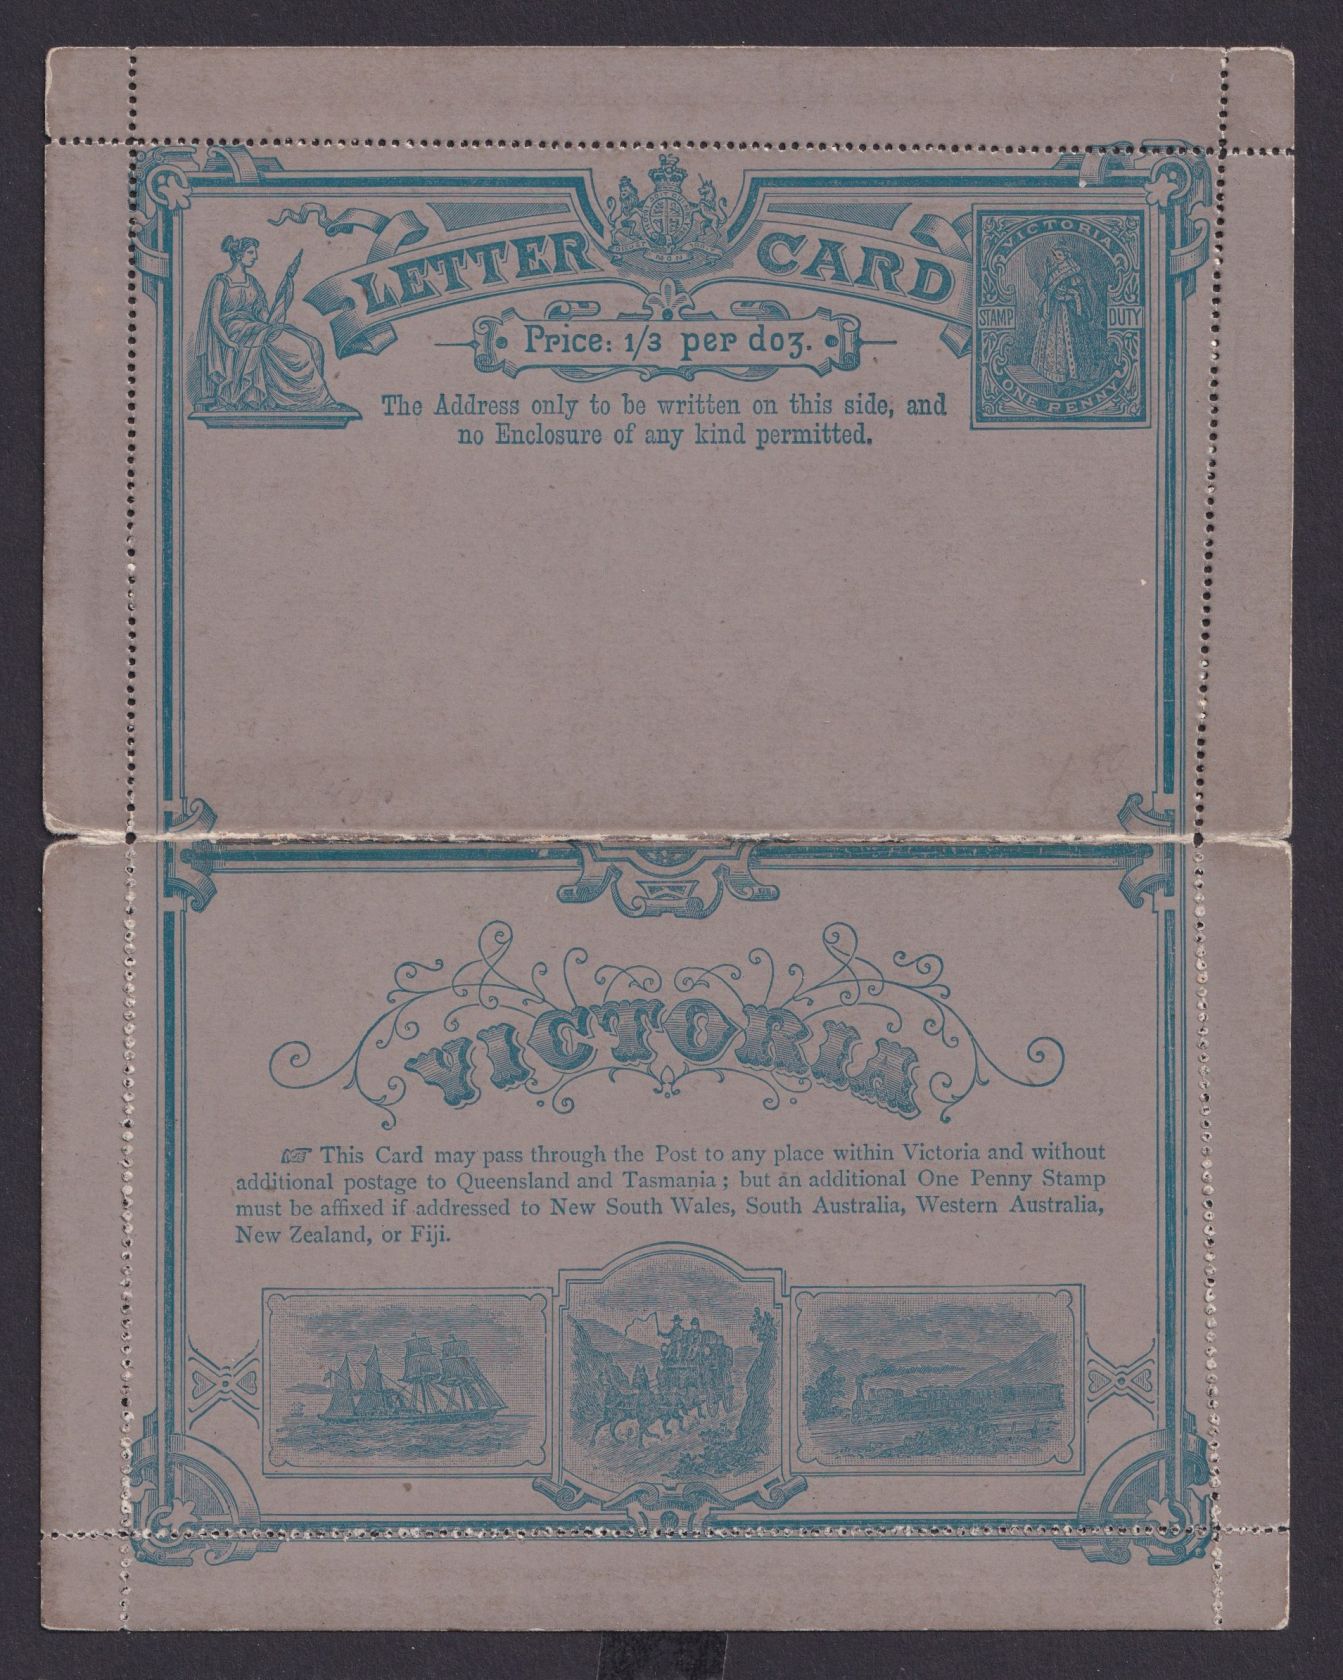 LETTER CARD
VICTORIA
STAMP DUTY
ONE PENNY
Price: 1/3 per doz.
The Address only to be written on this side, and
no Enclosure of any kind permitted.
VICTORIA
This Card may pass through the Post to any place within Victoria and without
additional postage to Queensland and Tasmania; but an additional One Penny Stamp
must be affixed if addressed to New South Wales, South Australia, Western Australia,
New Zealand, or Fiji.